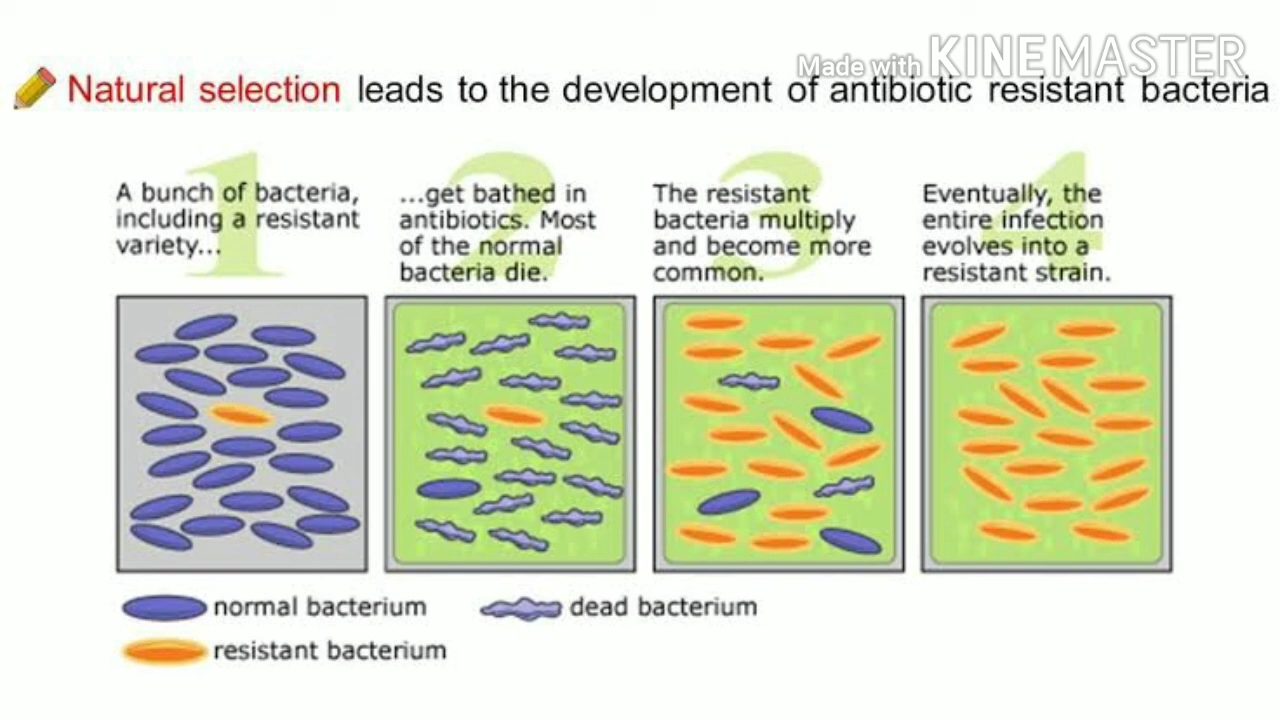 Made with KINEMASTER
Natural selection leads to the development of antibiotic resistant bacteria
1
A bunch of bacteria,
including a resistant
variety...
2
...get bathed in
antibiotics. Most
of the normal
bacteria die.
3
The resistant
bacteria multiply
and become more
common.
4
Eventually, the
entire infection
evolves into a
resistant strain.
normal bacterium
dead bacterium
resistant bacterium